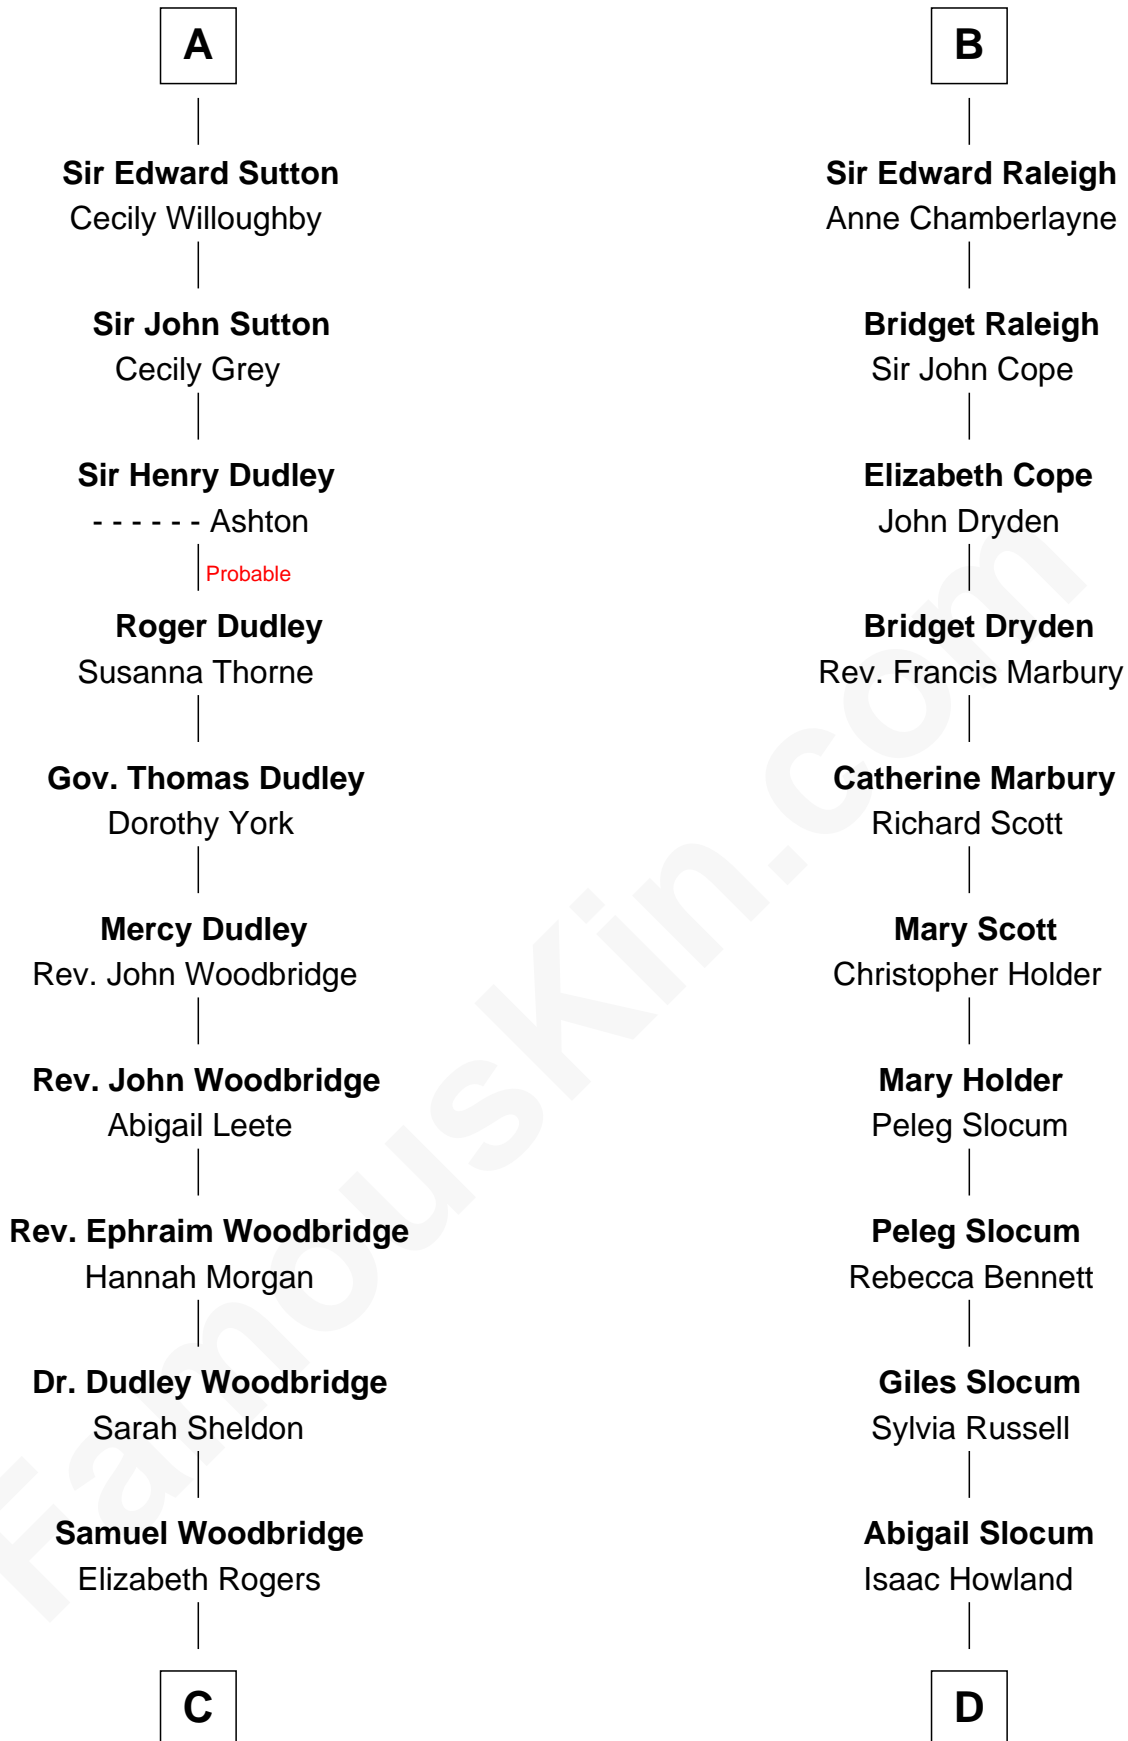 A
Sir Edward Sutton
Cecily Willoughby
Sir John Sutton
Cecily Grey
Sir Henry Dudley
- - - - - - Ashton
Probable
Roger Dudley
Susanna Thorne
Gov. Thomas Dudley
Dorothy York
Mercy Dudley
Rev. John Woodbridge
Rev. John Woodbridge
Abigail Leete
Rev. Ephraim Woodbridge
Hannah Morgan
Dr. Dudley Woodbridge
Sarah Sheldon
Samuel Woodbridge
Elizabeth Rogers
C
B
Sir Edward Raleigh
Anne Chamberlayne
Bridget Raleigh
Sir John Cope
Elizabeth Cope
John Dryden
Bridget Dryden
Rev. Francis Marbury
Catherine Marbury
Richard Scott
Mary Scott
Christopher Holder
Mary Holder
Peleg Slocum
Peleg Slocum
Rebecca Bennett
Giles Slocum
Sylvia Russell
Abigail Slocum
Isaac Howland
D
FamousKin.com